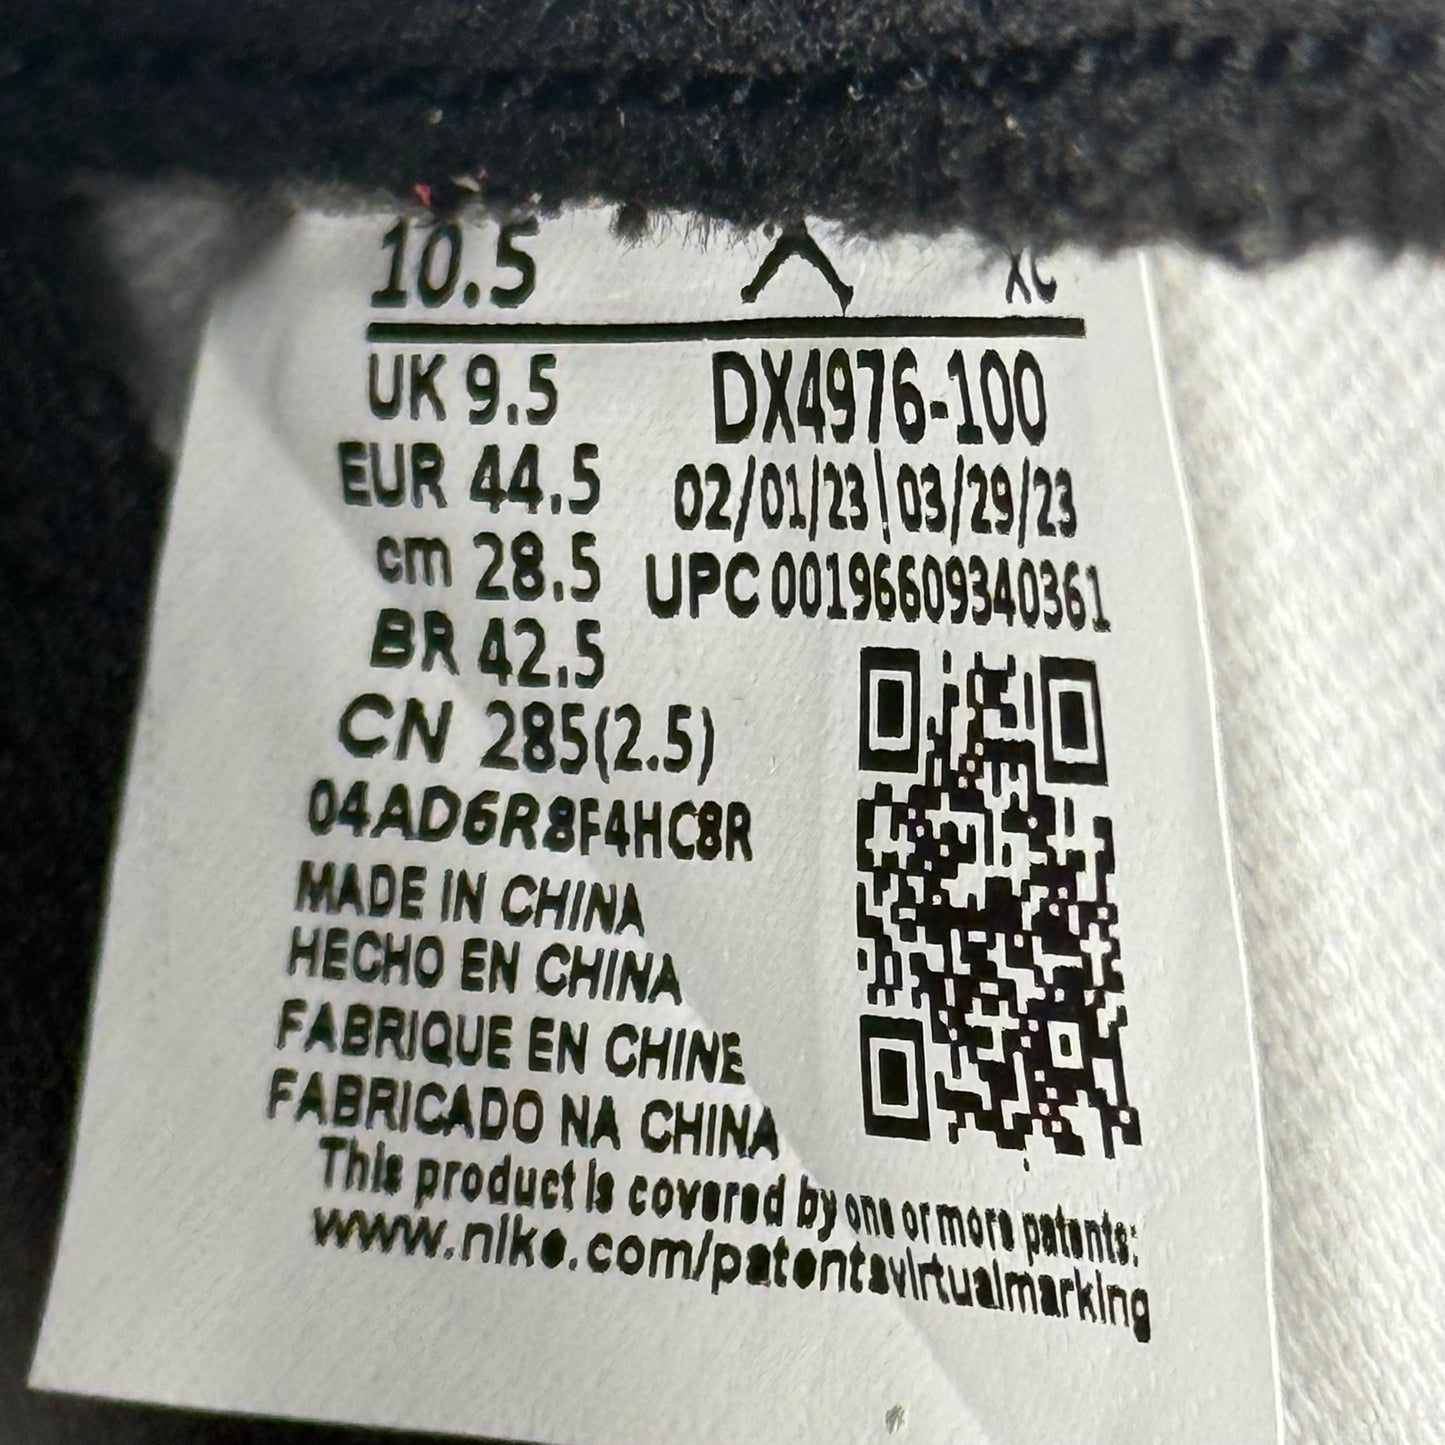 10.5 XC
UK 9.5 DX4976-100
EUR 44.5 02/01/23\03/29/23
cm 28.5 UPC 00196609340361
BR 42.5
CN 285(2.5)
04AD6R8F4HC8R
MADE IN CHINA
HECHO EN CHINA
FABRIQUE EN CHINE
FABRICADO NA CHINA
This product is covered by one or more patents:
www.nike.com/patentsvirtualmarking